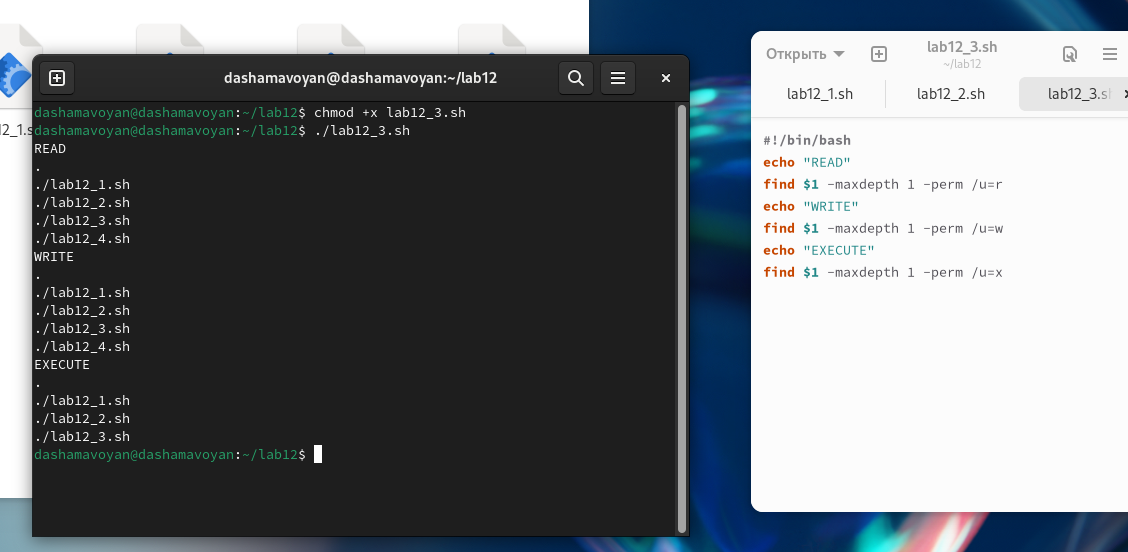 dashamavoyan@dashamavoyan:~/lab12
dashamavoyan@dashamavoyan:~/lab12$ chmod +x lab12_3.sh
dashamavoyan@dashamavoyan:~/lab12$ ./lab12_3.sh
READ
.
./lab12_1.sh
./lab12_2.sh
./lab12_3.sh
./lab12_4.sh
WRITE
.
./lab12_1.sh
./lab12_2.sh
./lab12_3.sh
./lab12_4.sh
EXECUTE
.
./lab12_1.sh
./lab12_2.sh
./lab12_3.sh
dashamavoyan@dashamavoyan:~/lab12$
Открыть
lab12_3.sh
~/lab12
lab12_1.sh
lab12_2.sh
lab12_3.sh
#!/bin/bash
echo "READ"
find $1 -maxdepth 1 -perm /u=r
echo "WRITE"
find $1 -maxdepth 1 -perm /u=w
echo "EXECUTE"
find $1 -maxdepth 1 -perm /u=x